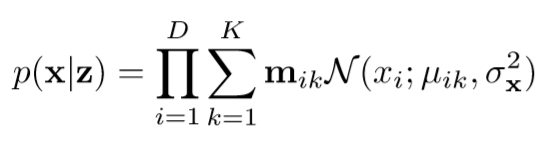 p(𝐱|𝐳) = ∏_{i=1}^{D} ∑_{k=1}^{K} 𝐦_{ik} 𝒩(x_i; μ_{ik}, σ_𝐱^2)